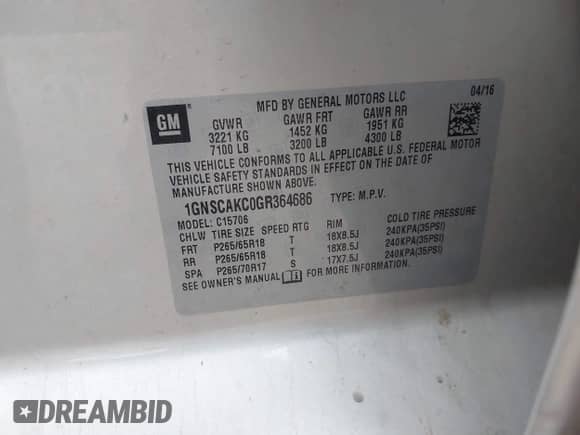 MFD BY GENERAL MOTORS LLC 04/16
GM
GVWR GAWR FRT GAWR RR
3221 KG 1452 KG 1951 KG
7100 LB 3200 LB 4300 LB
THIS VEHICLE CONFORMS TO ALL APPLICABLE U.S. FEDERAL MOTOR
VEHICLE SAFETY STANDARDS IN EFFECT ON THE DATE OF
MANUFACTURE SHOWN ABOVE.
1GNSCAKC0GR364686 TYPE: M.P.V.
MODEL: C15706
CHLW TIRE SIZE SPEED RTG RIM COLD TIRE PRESSURE
FRT P265/65R18 T 18X8.5J 240KPA(35PSI)
RR P265/65R18 T 18X8.5J 240KPA(35PSI)
SPA P265/70R17 S 17X7.5J 240KPA(35PSI)
SEE OWNER'S MANUAL FOR MORE INFORMATION.
DREAMBID